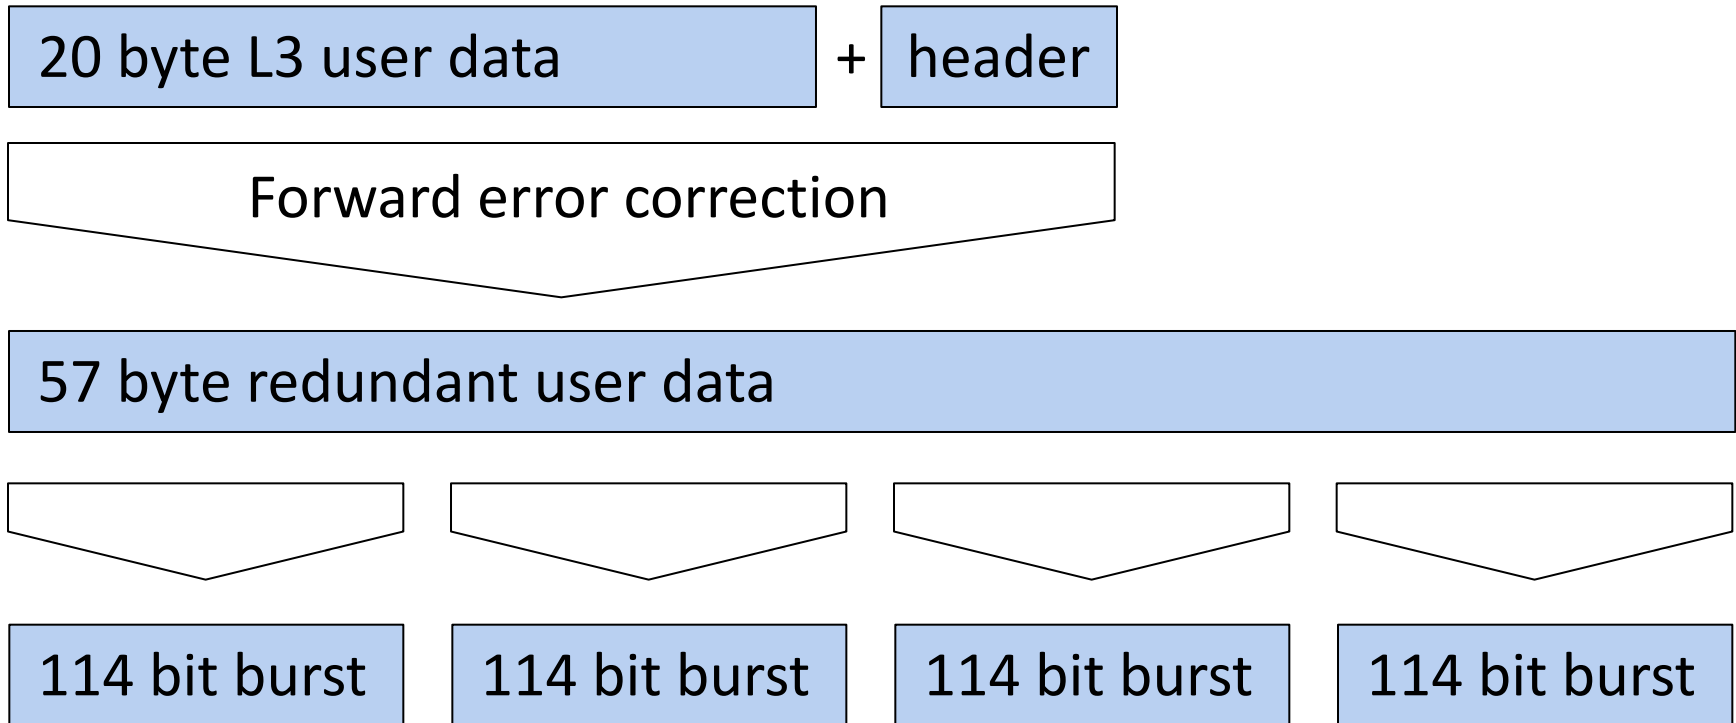 20 byte L3 user data + header
Forward error correction
57 byte redundant user data
114 bit burst 114 bit burst 114 bit burst 114 bit burst